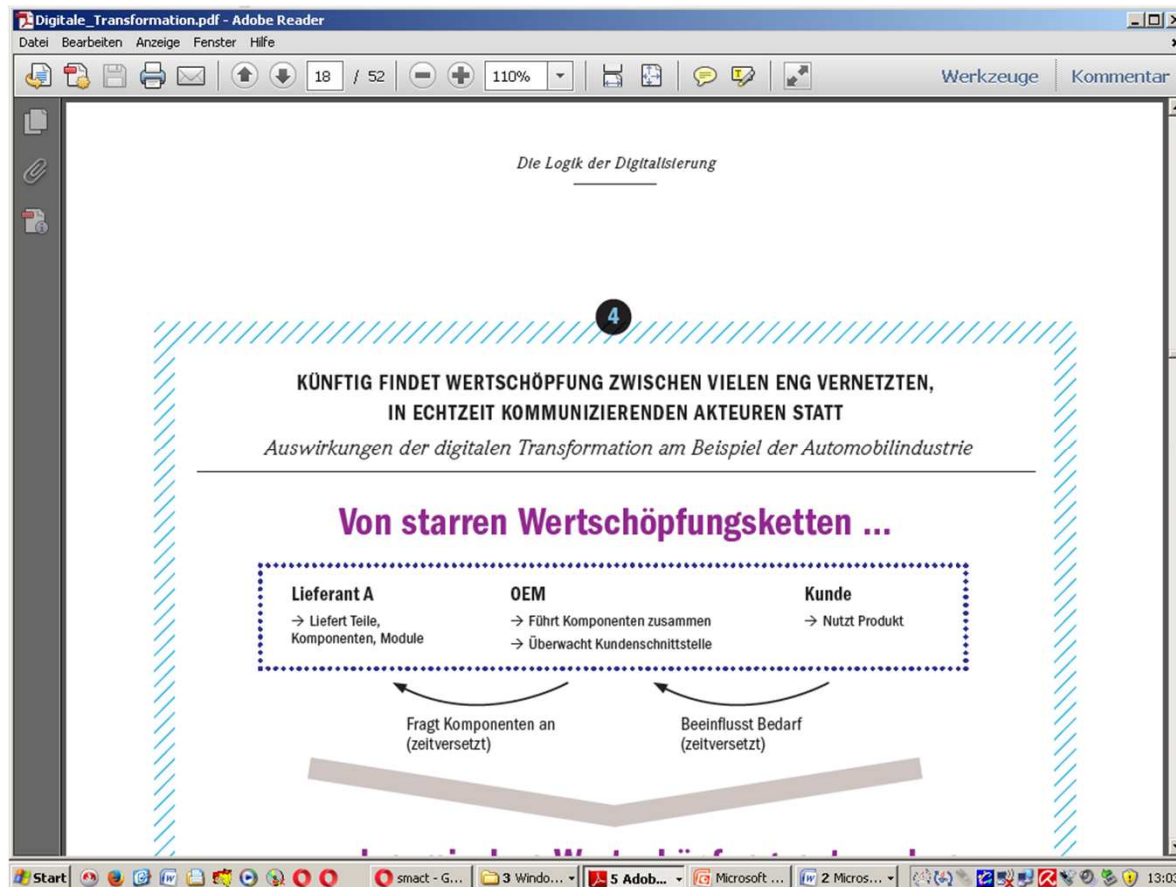 Digitale_Transformation.pdf - Adobe Reader
Datei Bearbeiten Anzeige Fenster Hilfe
18 / 52 110% Werkzeuge Kommentar
Die Logik der Digitalisierung
4
KÜNFTIG FINDET WERTSCHÖPFUNG ZWISCHEN VIELEN ENG VERNETZTEN,
IN ECHTZEIT KOMMUNIZIERENDEN AKTEUREN STATT
Auswirkungen der digitalen Transformation am Beispiel der Automobilindustrie
Von starren Wertschöpfungsketten ...
Lieferant A
→ Liefert Teile,
Komponenten, Module
OEM
→ Führt Komponenten zusammen
→ Überwacht Kundenschnittstelle
Kunde
→ Nutzt Produkt
Fragt Komponenten an
(zeitversetzt)
Beeinflusst Bedarf
(zeitversetzt)
Start smact - G... 3 Windo... 5 Adob... Microsoft ... 2 Micros...